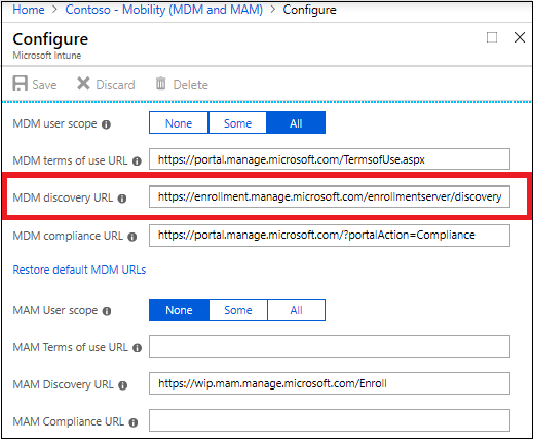 Home > Contoso - Mobility (MDM and MAM) > Configure
Configure
Microsoft Intune
Save Discard Delete
MDM user scope None Some All
MDM terms of use URL https://portal.manage.microsoft.com/TermsofUse.aspx
MDM discovery URL https://enrollment.manage.microsoft.com/enrollmentserver/discovery
MDM compliance URL https://portal.manage.microsoft.com/?portalAction=Compliance
Restore default MDM URLs
MAM User scope None Some All
MAM Terms of use URL
MAM Discovery URL https://wip.mam.manage.microsoft.com/Enroll
MAM Compliance URL